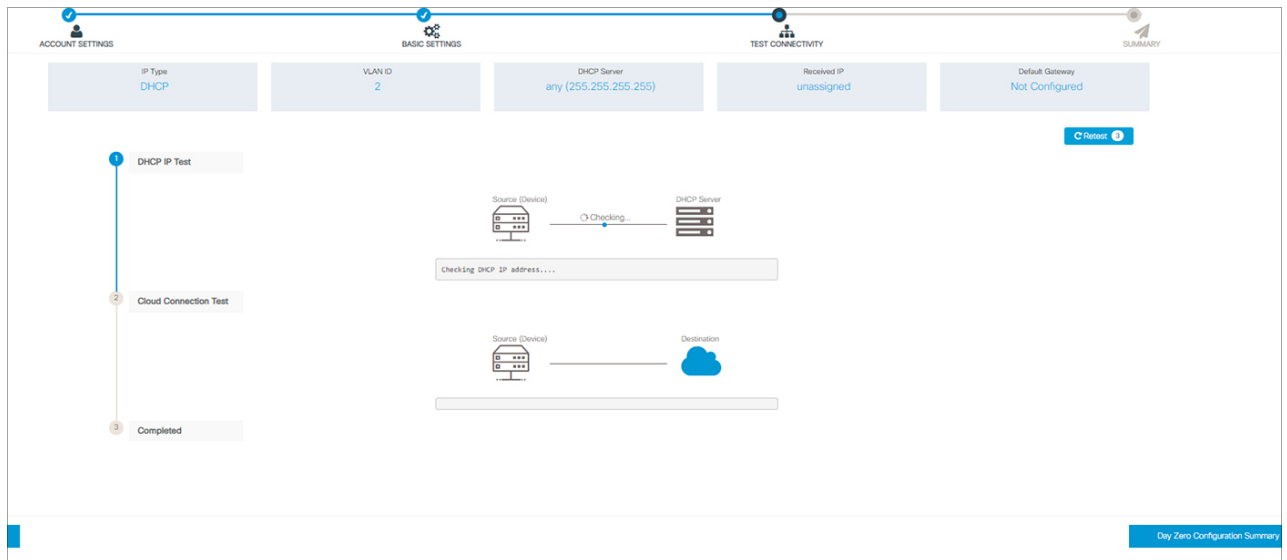 ACCOUNT SETTINGS
BASIC SETTINGS
TEST CONNECTIVITY
SUMMARY
IP Type
DHCP
VLAN ID
2
DHCP Server
any (255.255.255.255)
Received IP
unassigned
Default Gateway
Not Configured
Retest 3
1 DHCP IP Test
Source (Device)
DHCP Server
Checking...
Checking DHCP IP address....
2 Cloud Connection Test
Source (Device)
Destination
3 Completed
Day Zero Configuration Summary